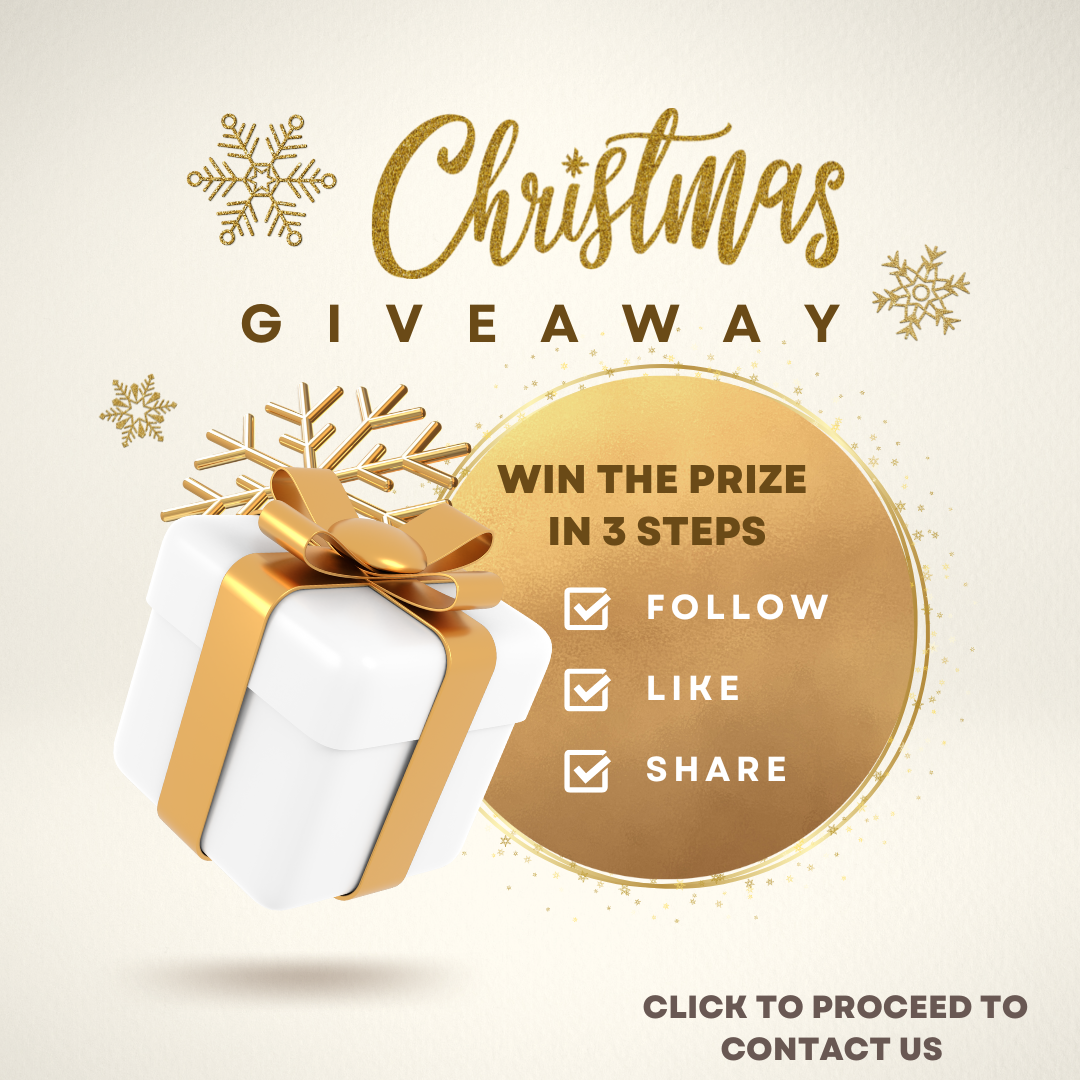 Christmas
GIVEAWAY
WIN THE PRIZE
IN 3 STEPS
FOLLOW
LIKE
SHARE
CLICK TO PROCEED TO
CONTACT US